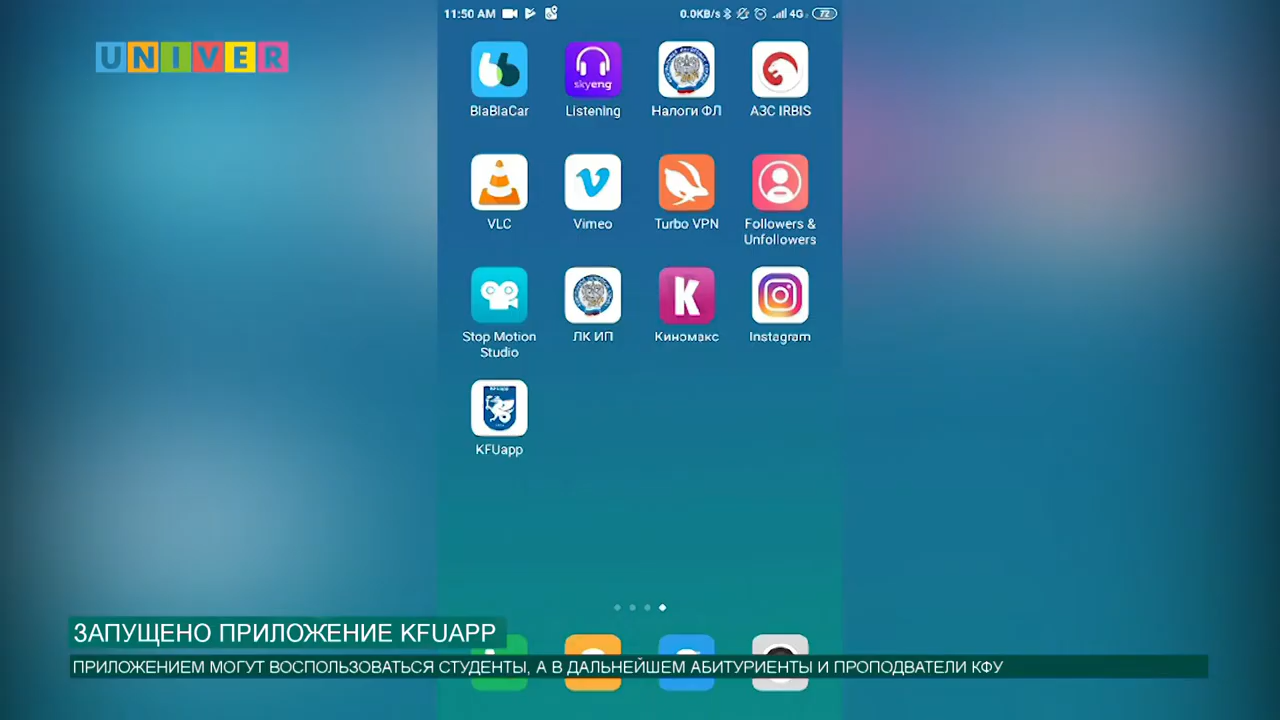 11:50 AM 0.0KB/s 4G 72
UNIVER
skyeng
BlaBlaCar Listening Налоги ФЛ АЗС IRBIS
VLC Vimeo Turbo VPN Followers &
Unfollowers
K
Stop Motion ЛК ИП Киномакс Instagram
Studio
KFUapp
ЗАПУЩЕНО ПРИЛОЖЕНИЕ KFUAPP
ПРИЛОЖЕНИЕМ МОГУТ ВОСПОЛЬЗОВАТЬСЯ СТУДЕНТЫ, А В ДАЛЬНЕЙШЕМ АБИТУРИЕНТЫ И ПРОПОДВАТЕЛИ КФУ